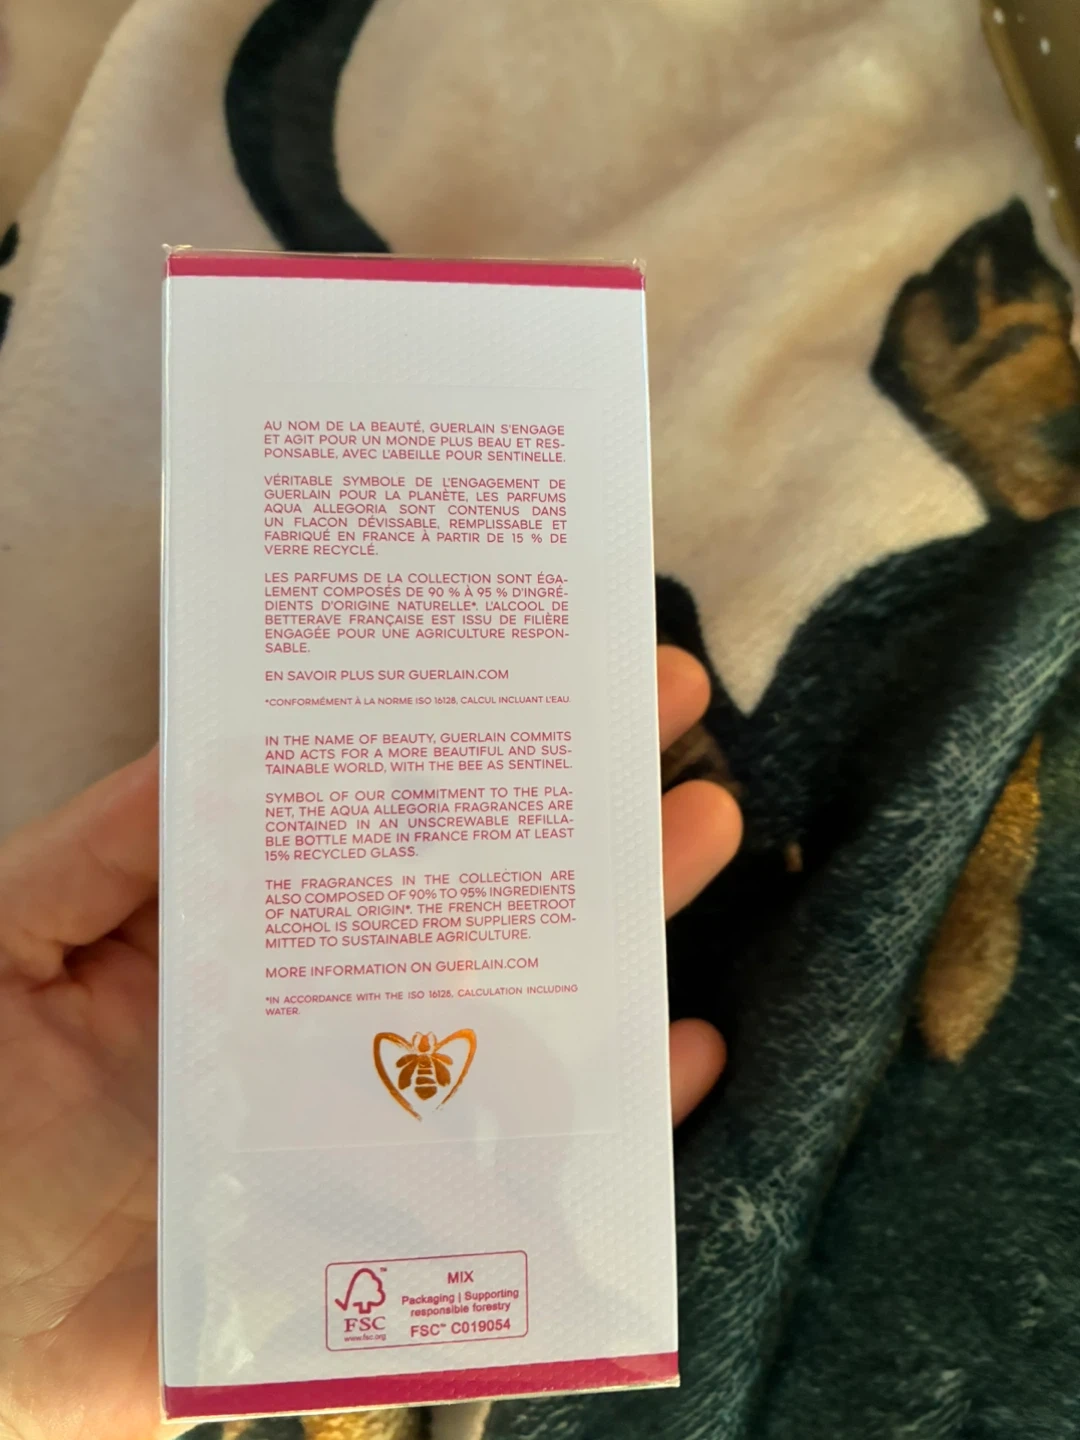 AU NOM DE LA BEAUTÉ, GUERLAIN S'ENGAGE
ET AGIT POUR UN MONDE PLUS BEAU ET RES-
PONSABLE, AVEC L'ABEILLE POUR SENTINELLE.
VÉRITABLE SYMBOLE DE L'ENGAGEMENT DE
GUERLAIN POUR LA PLANÈTE, LES PARFUMS
AQUA ALLEGORIA SONT CONTENUS DANS
UN FLACON DÉVISSABLE, REMPLISSABLE ET
FABRIQUÉ EN FRANCE À PARTIR DE 15 % DE
VERRE RECYCLÉ.
LES PARFUMS DE LA COLLECTION SONT ÉGA-
LEMENT COMPOSÉS DE 90 % À 95 % D'INGRÉ-
DIENTS D'ORIGINE NATURELLE*. L'ALCOOL DE
BETTERAVE FRANÇAISE EST ISSU DE FILIÈRE
ENGAGÉE POUR UNE AGRICULTURE RESPON-
SABLE.
EN SAVOIR PLUS SUR GUERLAIN.COM
*CONFORMÉMENT À LA NORME ISO 16128, CALCUL INCLUANT L'EAU.
IN THE NAME OF BEAUTY, GUERLAIN COMMITS
AND ACTS FOR A MORE BEAUTIFUL AND SUS-
TAINABLE WORLD, WITH THE BEE AS SENTINEL.
SYMBOL OF OUR COMMITMENT TO THE PLA-
NET, THE AQUA ALLEGORIA FRAGRANCES ARE
CONTAINED IN AN UNSCREWABLE REFILLA-
BLE BOTTLE MADE IN FRANCE FROM AT LEAST
15% RECYCLED GLASS.
THE FRAGRANCES IN THE COLLECTION ARE
ALSO COMPOSED OF 90% TO 95% INGREDIENTS
OF NATURAL ORIGIN*. THE FRENCH BEETROOT
ALCOHOL IS SOURCED FROM SUPPLIERS COM-
MITTED TO SUSTAINABLE AGRICULTURE.
MORE INFORMATION ON GUERLAIN.COM
*IN ACCORDANCE WITH THE ISO 16128, CALCULATION INCLUDING
WATER.
FSC
www.fsc.org
MIX
Packaging | Supporting
responsible forestry
FSC™ C019054